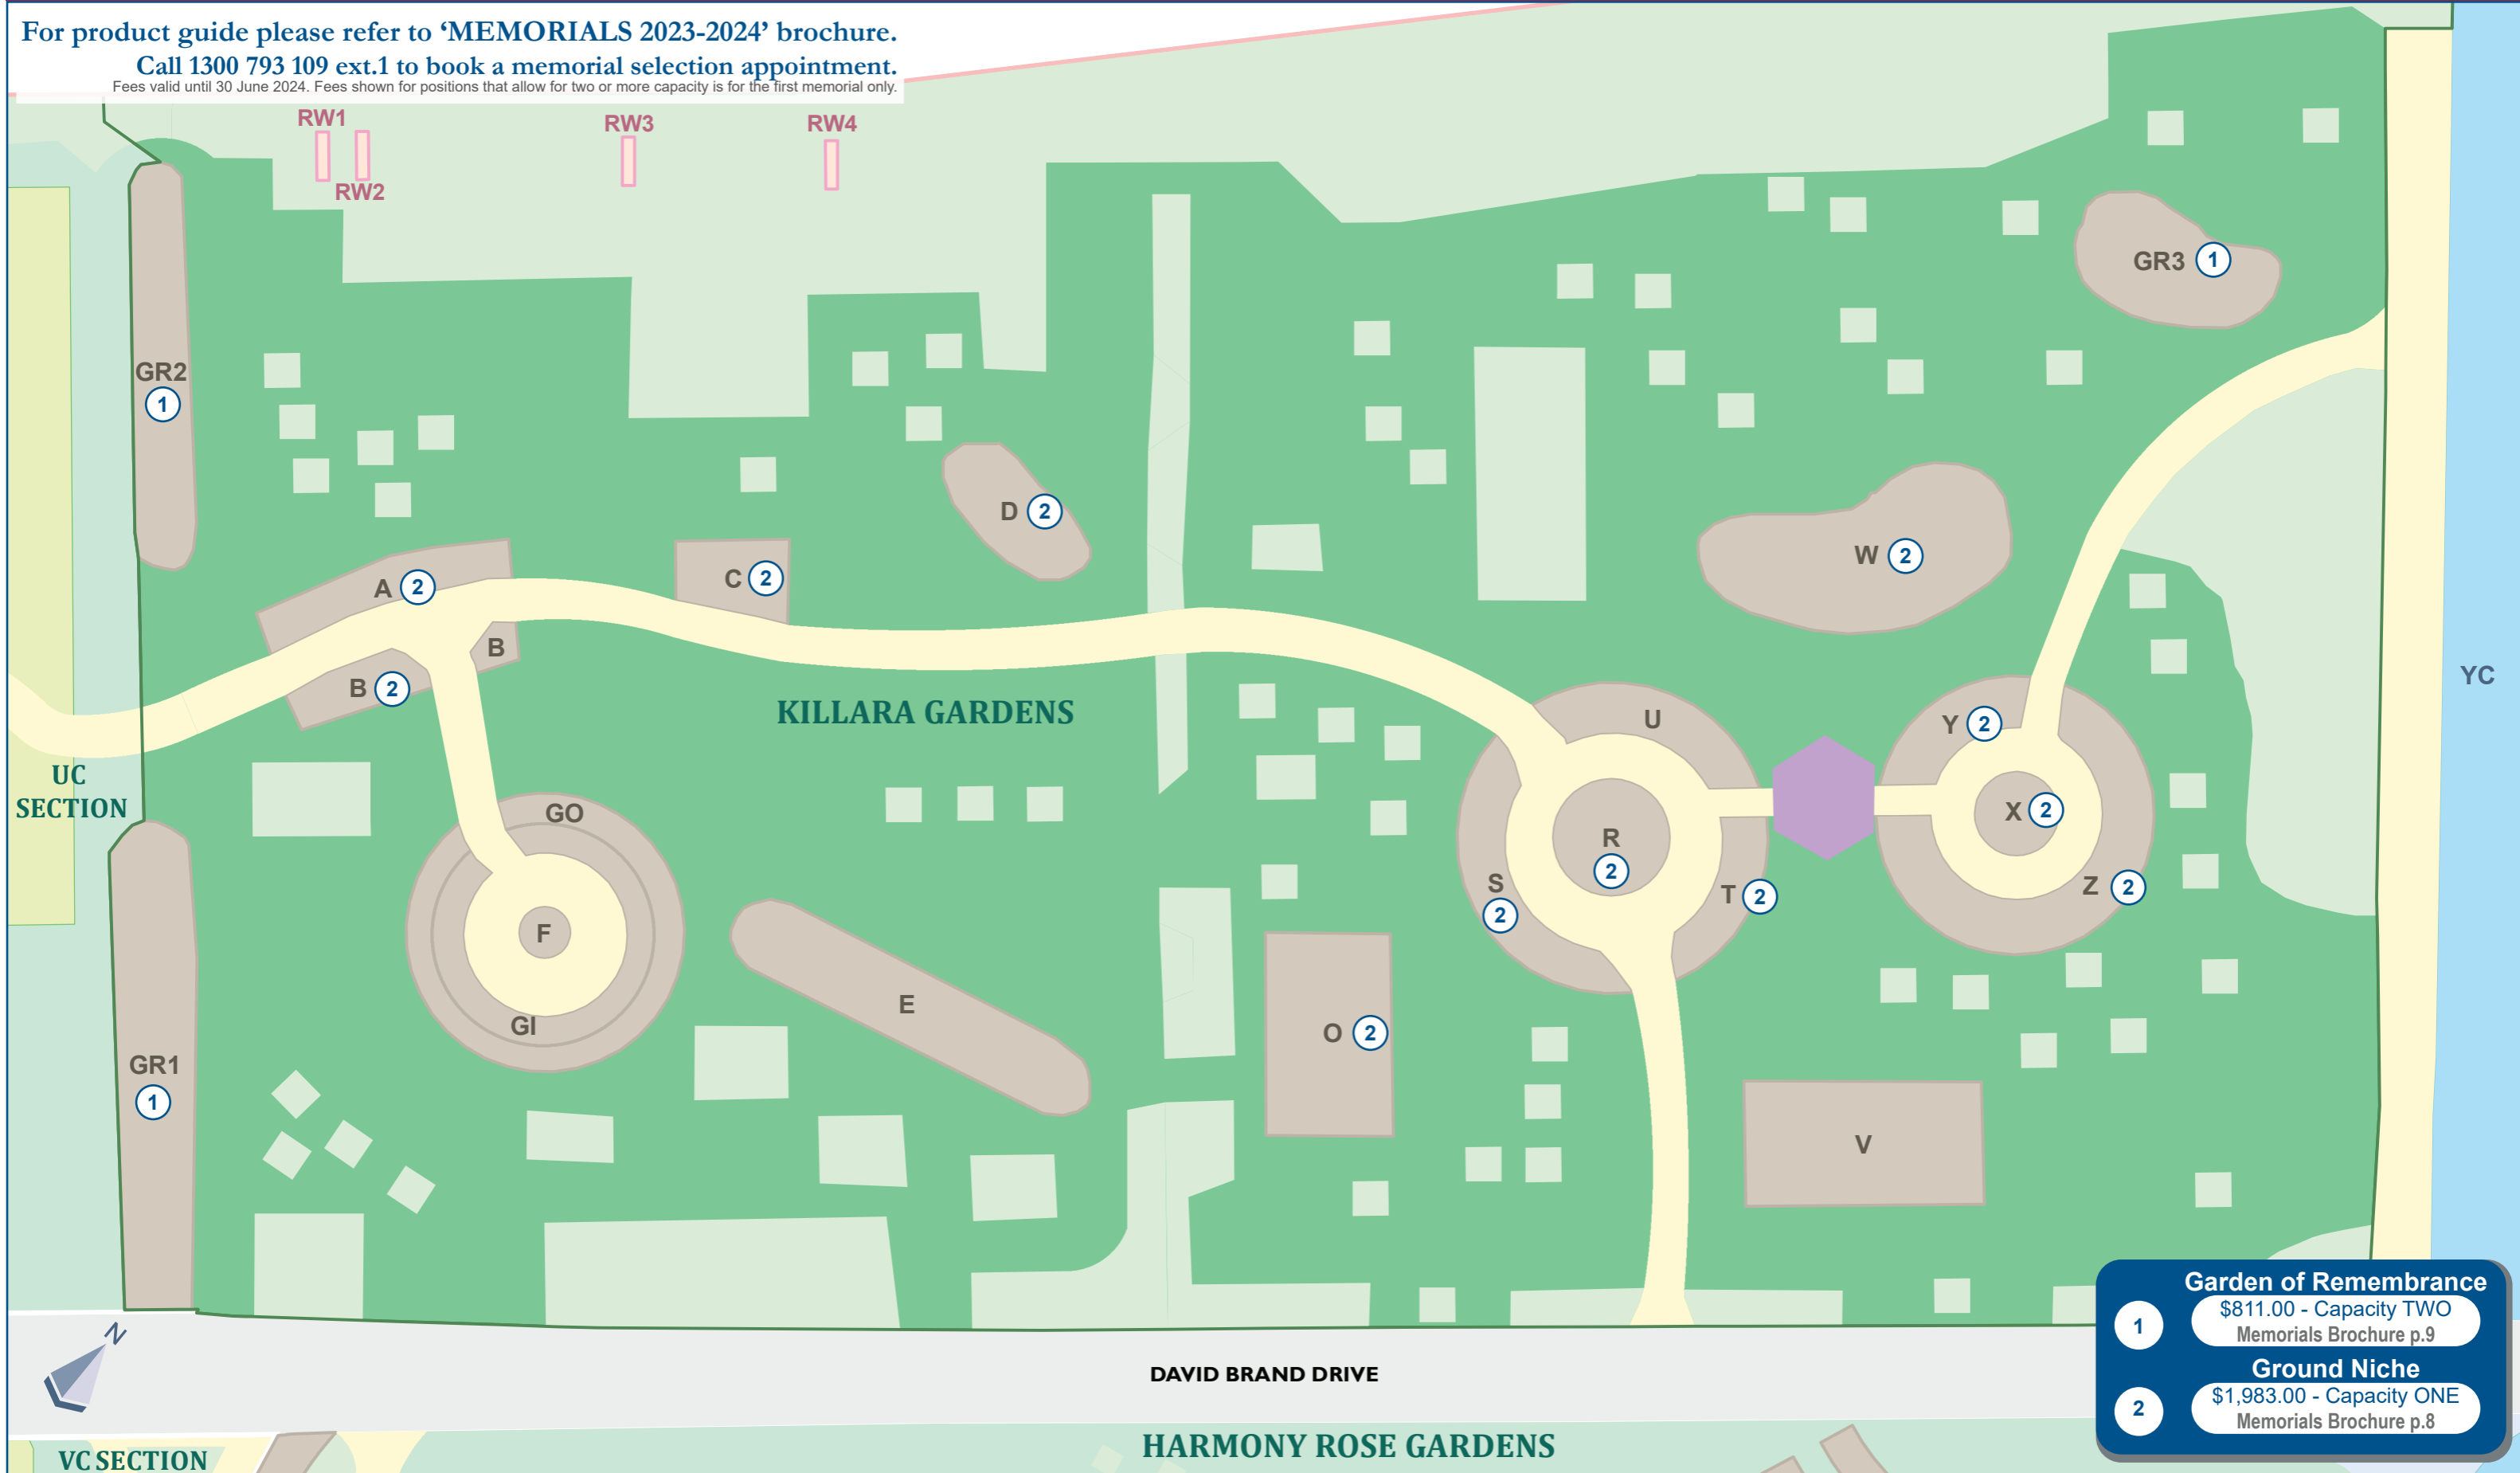 For product guide please refer to ‘MEMORIALS 2023-2024’ brochure.
Call 1300 793 109 ext.1 to book a memorial selection appointment.
Fees valid until 30 June 2024. Fees shown for positions that allow for two or more capacity is for the first memorial only.
RW1
RW2
RW3
RW4
GR3 1
GR2
1
D 2
W 2
A 2
C 2
B
B 2
YC
KILLARA GARDENS
U
Y 2
UC
SECTION
GO
X 2
R
2
S
2
T 2
Z 2
F
E
GI
O 2
GR1
1
V
N
DAVID BRAND DRIVE
VC SECTION
HARMONY ROSE GARDENS
Garden of Remembrance
1 $811.00 - Capacity TWO
Memorials Brochure p.9
Ground Niche
2 $1,983.00 - Capacity ONE
Memorials Brochure p.8